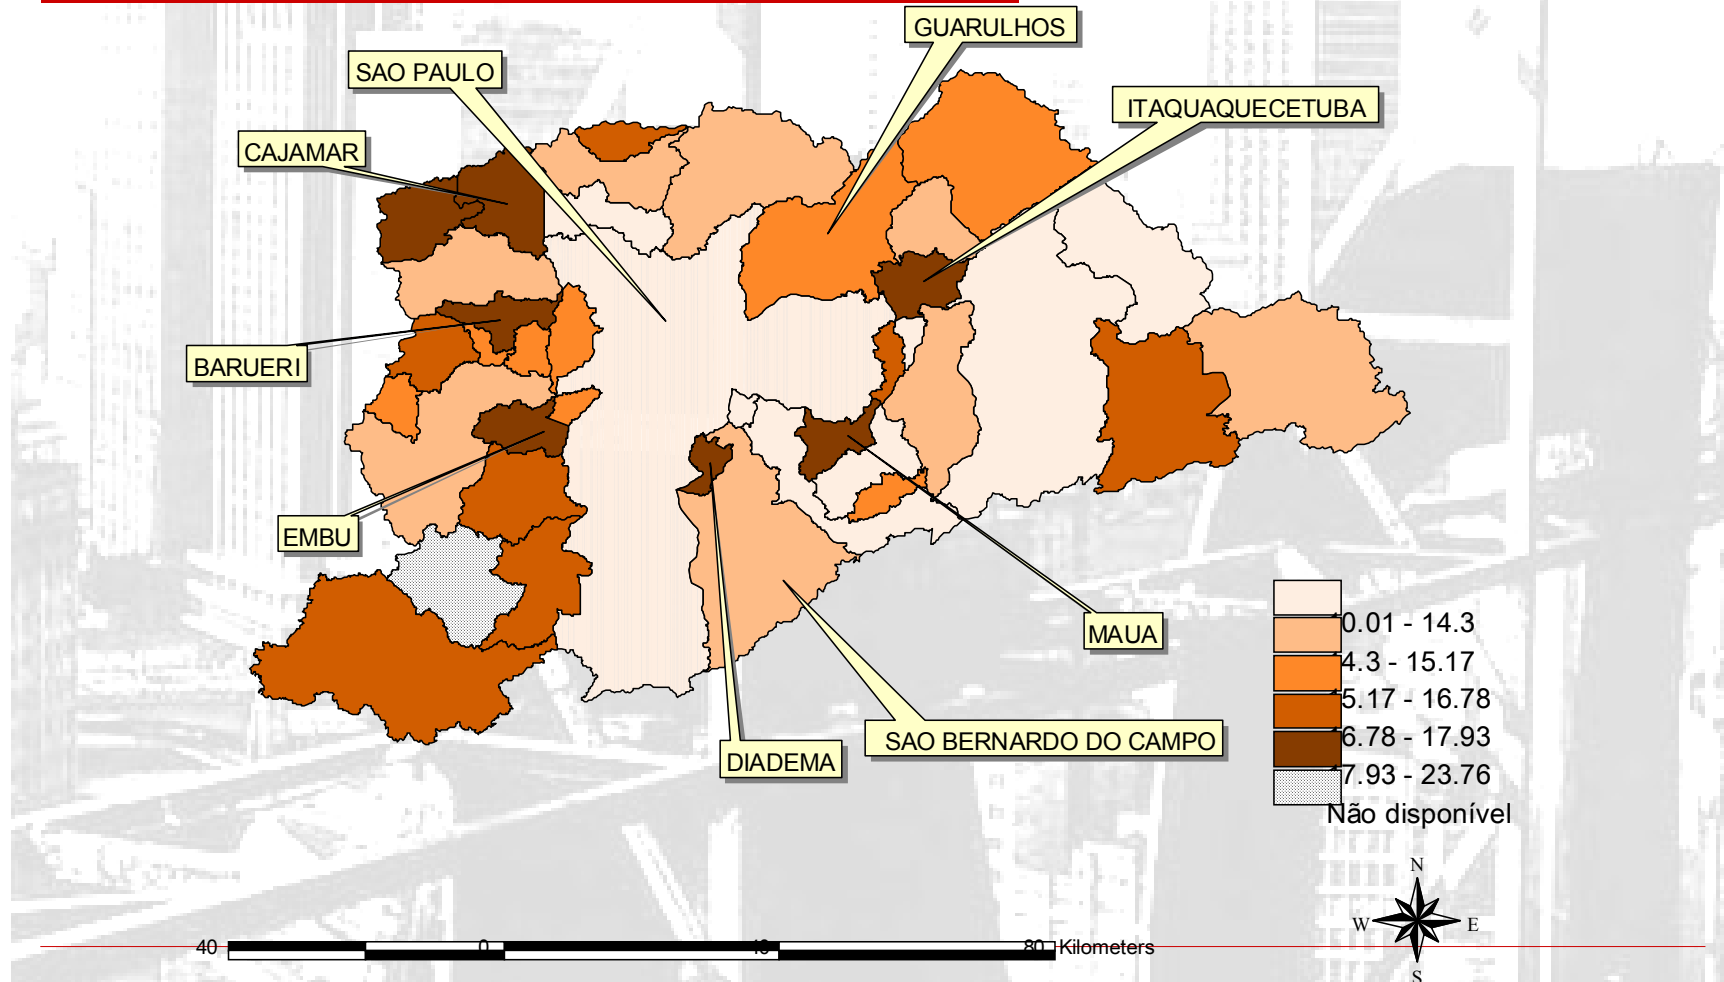 GUARULHOS
SAO PAULO
ITAQUAQUECETUBA
CAJAMAR
BARUERI
EMBU
MAUA
SAO BERNARDO DO CAMPO
DIADEMA
0.01 - 14.3
4.3 - 15.17
5.17 - 16.78
6.78 - 17.93
7.93 - 23.76
Não disponível
N
W E
S
40 0 40 80 Kilometers